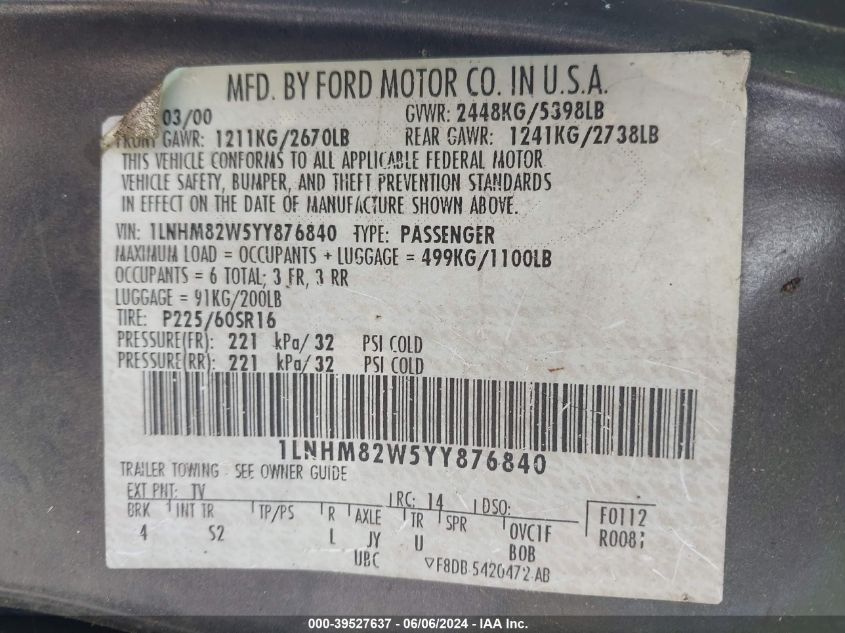 MFD. BY FORD MOTOR CO. IN U.S.A.
03/00 GVWR: 2448KG/5398LB
FRONT GAWR: 1211KG/2670LB REAR GAWR: 1241KG/2738LB
THIS VEHICLE CONFORMS TO ALL APPLICABLE FEDERAL MOTOR
VEHICLE SAFETY, BUMPER, AND THEFT PREVENTION STANDARDS
IN EFFECT ON THE DATE OF MANUFACTURE SHOWN ABOVE.
VIN: 1LNHM82W5YY876840 TYPE: PASSENGER
MAXIMUM LOAD = OCCUPANTS + LUGGAGE = 499KG/1100LB
OCCUPANTS = 6 TOTAL; 3 FR, 3 RR
LUGGAGE = 91KG/200LB
TIRE: P225/60SR16
PRESSURE(FR): 221 kPa/32 PSI COLD
PRESSURE(RR): 221 kPa/32 PSI COLD
1LNHM82W5YY876840
TRAILER TOWING - SEE OWNER GUIDE
EXT PNT: TV RC: 14 DSO:
BRK INT TR TP/PS R AXLE TR SPR F0112
4 S2 L JY U OVC1F R008
UBC BOB
▽F8DB 5420472 AB
000-39527637 - 06/06/2024 - IAAI.com